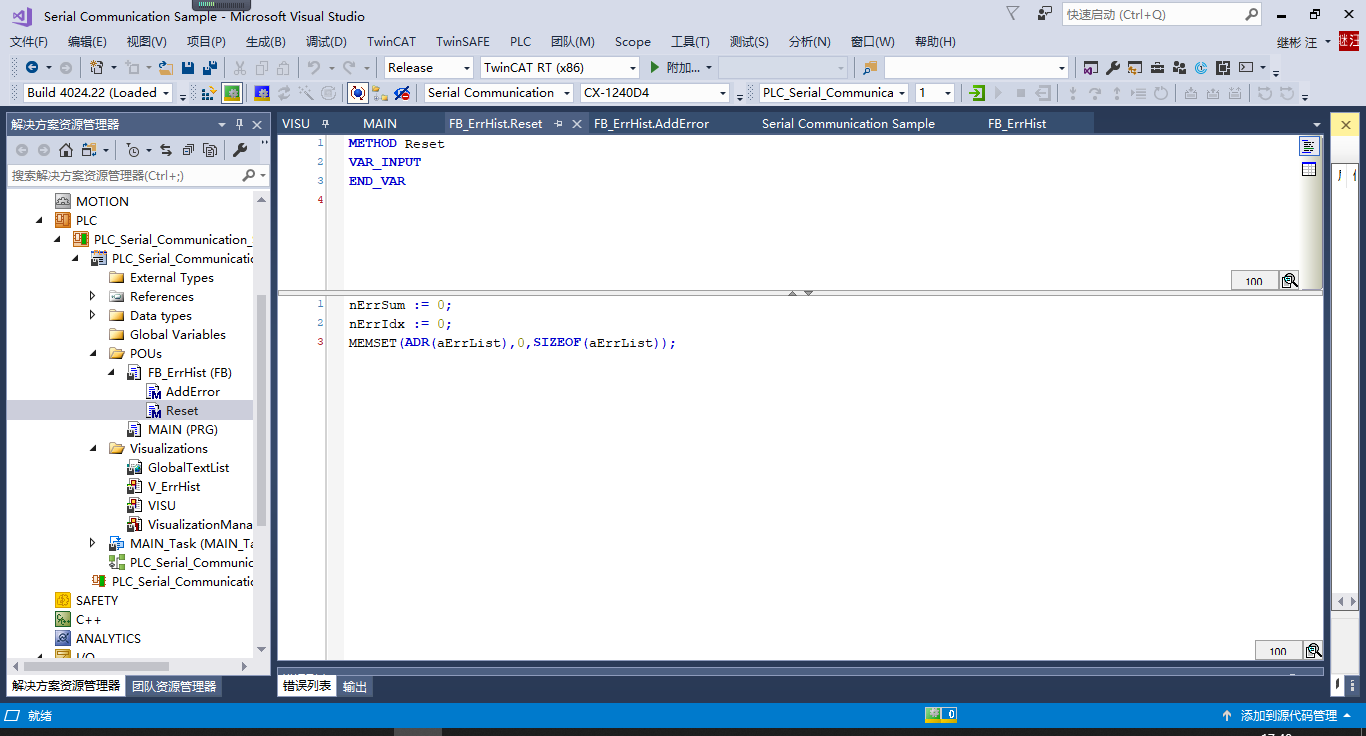 Serial Communication Sample - Microsoft Visual Studio
快速启动 (Ctrl+Q)
文件(F) 编辑(E) 视图(V) 项目(P) 生成(B) 调试(D) TwinCAT TwinSAFE PLC 团队(M) Scope 工具(T) 测试(S) 分析(N) 窗口(W) 帮助(H) 继彬 汪
Release TwinCAT RT (x86) 附加...
Build 4024.22 (Loaded Serial Communication CX-1240D4 PLC_Serial_Communica 1
解决方案资源管理器
搜索解决方案资源管理器(Ctrl+;)
MOTION
PLC
PLC_Serial_Communication_
PLC_Serial_Communicatio
External Types
References
Data types
Global Variables
POUs
FB_ErrHist (FB)
AddError
Reset
MAIN (PRG)
Visualizations
GlobalTextList
V_ErrHist
VISU
VisualizationMana
MAIN_Task (MAIN_Ta
PLC_Serial_Communic
PLC_Serial_Communicatio
SAFETY
C++
ANALYTICS
I/O
解决方案资源管理器 团队资源管理器
VISU MAIN FB_ErrHist.Reset FB_ErrHist.AddError Serial Communication Sample FB_ErrHist
1 METHOD Reset
2 VAR_INPUT
3 END_VAR
4
100
1 nErrSum := 0;
2 nErrIdx := 0;
3 MEMSET(ADR(aErrList),0,SIZEOF(aErrList));
100
错误列表 输出
就绪 0 添加到源代码管理